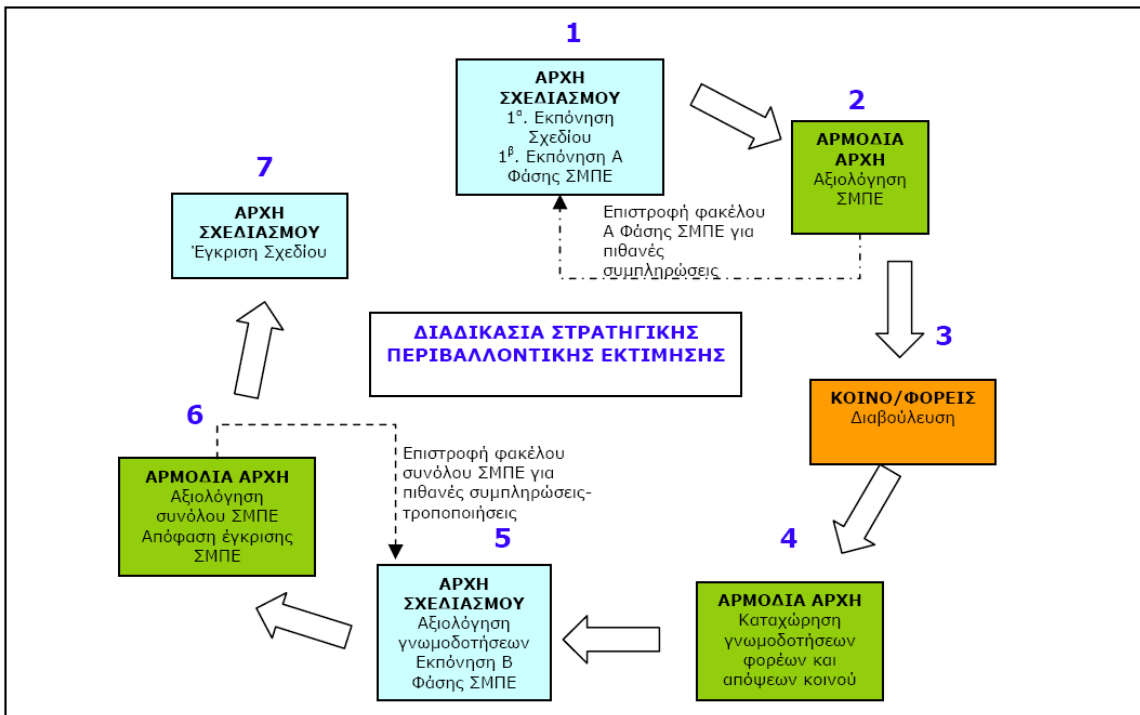 1
ΑΡΧΗ
ΣΧΕΔΙΑΣΜΟΥ
1α. Εκπόνηση
Σχεδίου
1β. Εκπόνηση Α
Φάσης ΣΜΠΕ
2
ΑΡΜΟΔΙΑ
ΑΡΧΗ
Αξιολόγηση
ΣΜΠΕ
Επιστροφή φακέλου
Α Φάσης ΣΜΠΕ για
πιθανές
συμπληρώσεις
7
ΑΡΧΗ
ΣΧΕΔΙΑΣΜΟΥ
Έγκριση Σχεδίου
ΔΙΑΔΙΚΑΣΙΑ ΣΤΡΑΤΗΓΙΚΗΣ
ΠΕΡΙΒΑΛΛΟΝΤΙΚΗΣ ΕΚΤΙΜΗΣΗΣ
3
ΚΟΙΝΟ/ΦΟΡΕΙΣ
Διαβούλευση
6
ΑΡΜΟΔΙΑ ΑΡΧΗ
Αξιολόγηση
συνόλου ΣΜΠΕ
Απόφαση έγκρισης
ΣΜΠΕ
Επιστροφή φακέλου
συνόλου ΣΜΠΕ για
πιθανές συμπληρώσεις-
τροποποιήσεις
5
ΑΡΧΗ
ΣΧΕΔΙΑΣΜΟΥ
Αξιολόγηση
γνωμοδοτήσεων
Εκπόνηση Β
Φάσης ΣΜΠΕ
4
ΑΡΜΟΔΙΑ ΑΡΧΗ
Καταχώρηση
γνωμοδοτήσεων
φορέων και
απόψεων κοινού